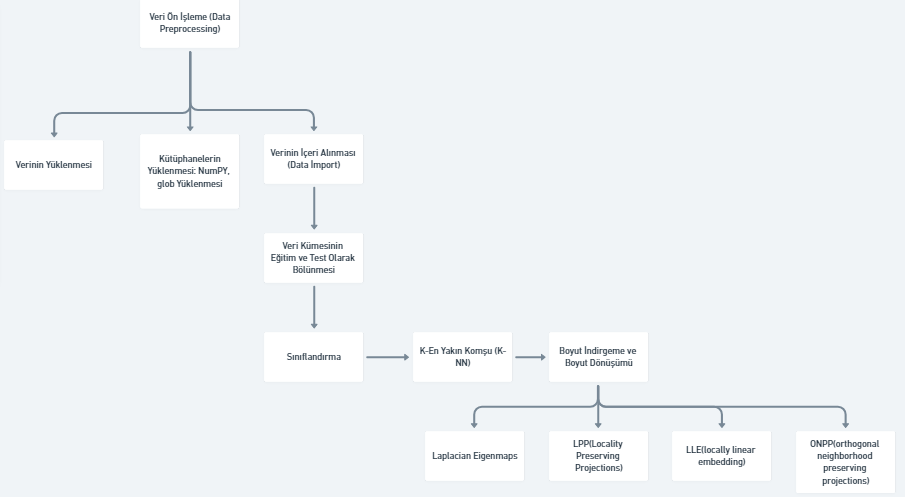 Veri Ön İşleme (Data
Preprocessing)
Verinin Yüklenmesi
Kütüphanelerin
Yüklenmesi: NumPY,
glob Yüklenmesi
Verinin İçeri Alınması
(Data İmport)
Veri Kümesinin
Eğitim ve Test Olarak
Bölünmesi
Sınıflandırma
K-En Yakın Komşu (K-
NN)
Boyut İndirgeme ve
Boyut Dönüşümü
Laplacian Eigenmaps
LPP(Locality
Preserving
Projections)
LLE(locally linear
embedding)
ONPP(orthogonal
neighborhood
preserving
projections)